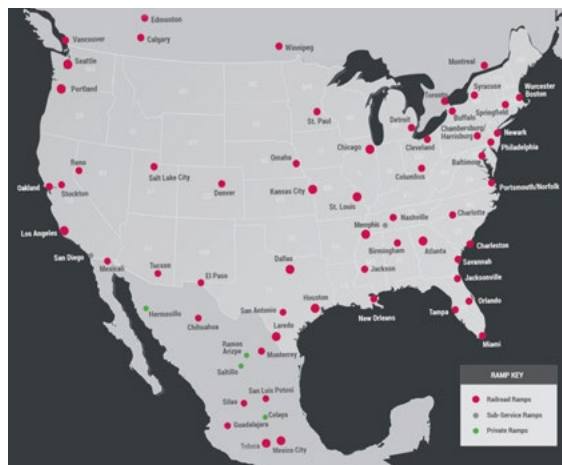 Edmonton
Calgary
Vancouver
Winnipeg
Seattle
Portland
Montreal
Toronto
Syracuse
Worcester
Boston
St. Paul
Detroit
Buffalo
Springfield
Chambersburg/
Harrisburg
Newark
Chicago
Cleveland
Philadelphia
Reno
Salt Lake City
Omaha
Baltimore
Denver
Columbus
Oakland
Stockton
Kansas City
Portsmouth/Norfolk
St. Louis
Nashville
Charlotte
Los Angeles
Memphis
Birmingham
Atlanta
Charleston
San Diego
Mexicali
Dallas
Savannah
Tucson
El Paso
Jackson
Jacksonville
Hermosillo
San Antonio
Houston
New Orleans
Orlando
Chihuahua
Tampa
Laredo
Miami
Ramos
Arizpe
Monterrey
Saltillo
San Luis Potosi
Silao
Celaya
Guadalajara
Toluca
Mexico City
RAMP KEY
Railroad Ramps
Sub-Service Ramps
Private Ramps